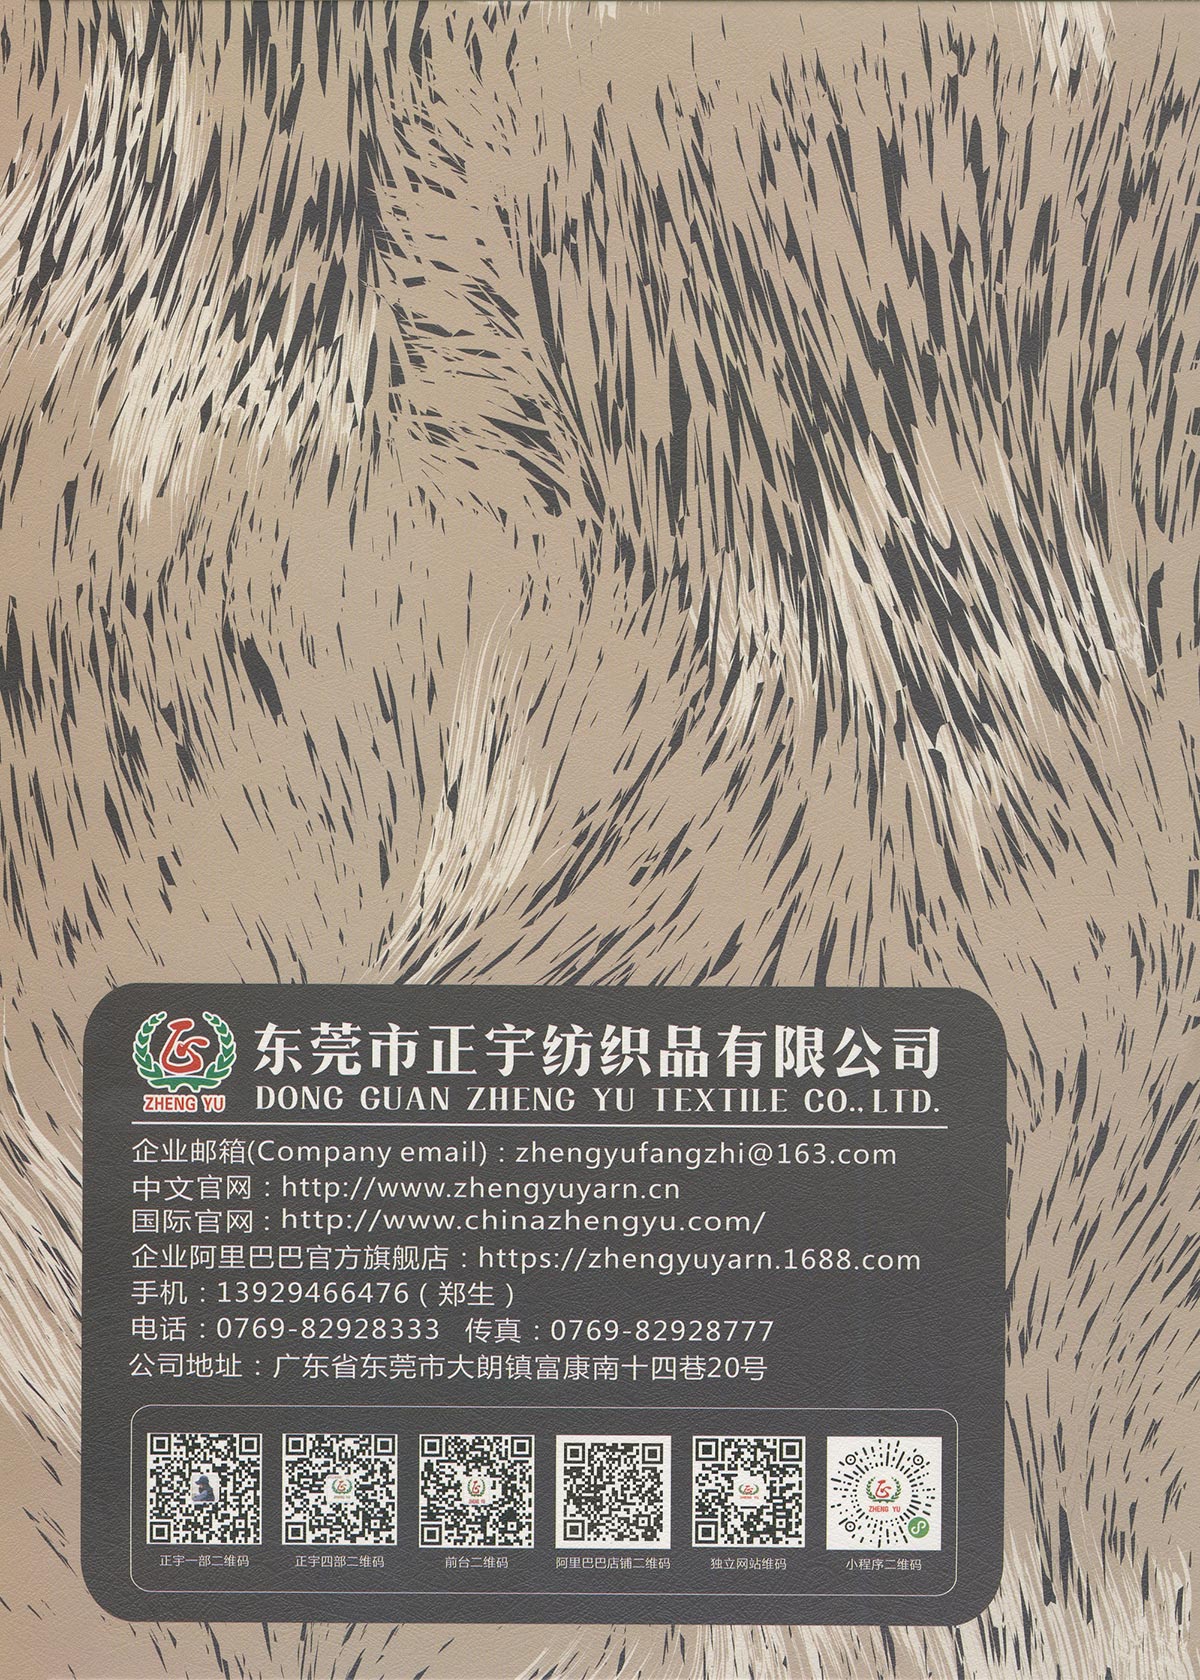 ZHENG YU
东莞市正宇纺织品有限公司
DONG GUAN ZHENG YU TEXTILE CO.,LTD.
企业邮箱(Company email)：zhengyufangzhi@163.com
中文官网：http://www.zhengyuyarn.cn
国际官网：http://www.chinazhengyu.com/
企业阿里巴巴官方旗舰店：https://zhengyuyarn.1688.com
手机：13929466476（郑生）
电话：0769-82928333 传真：0769-82928777
公司地址：广东省东莞市大朗镇富康南十四巷20号
ZHENG YU
正宇一部二维码 正宇四部二维码 前台二维码 阿里巴巴店铺二维码 独立网站维码 小程序二维码